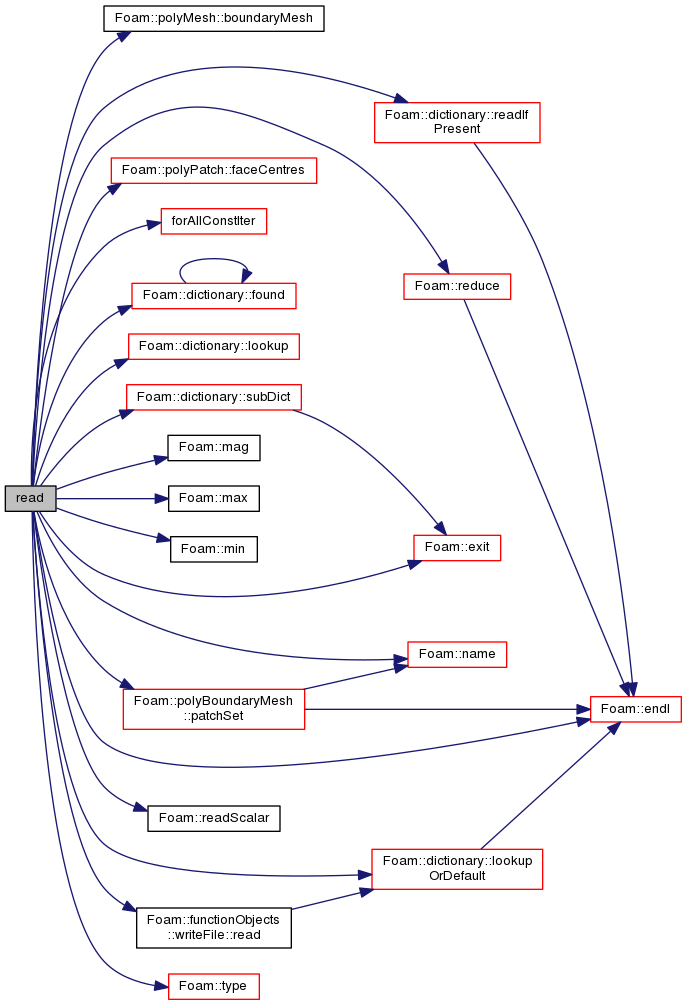 Foam::polyMesh::boundaryMesh
Foam::dictionary::readIf
Present
Foam::polyPatch::faceCentres
forAllConstIter
Foam::dictionary::found
Foam::reduce
Foam::dictionary::lookup
Foam::dictionary::subDict
Foam::mag
read
Foam::max
Foam::min
Foam::exit
Foam::name
Foam::polyBoundaryMesh
::patchSet
Foam::endl
Foam::readScalar
Foam::dictionary::lookup
OrDefault
Foam::functionObjects
::writeFile::read
Foam::type